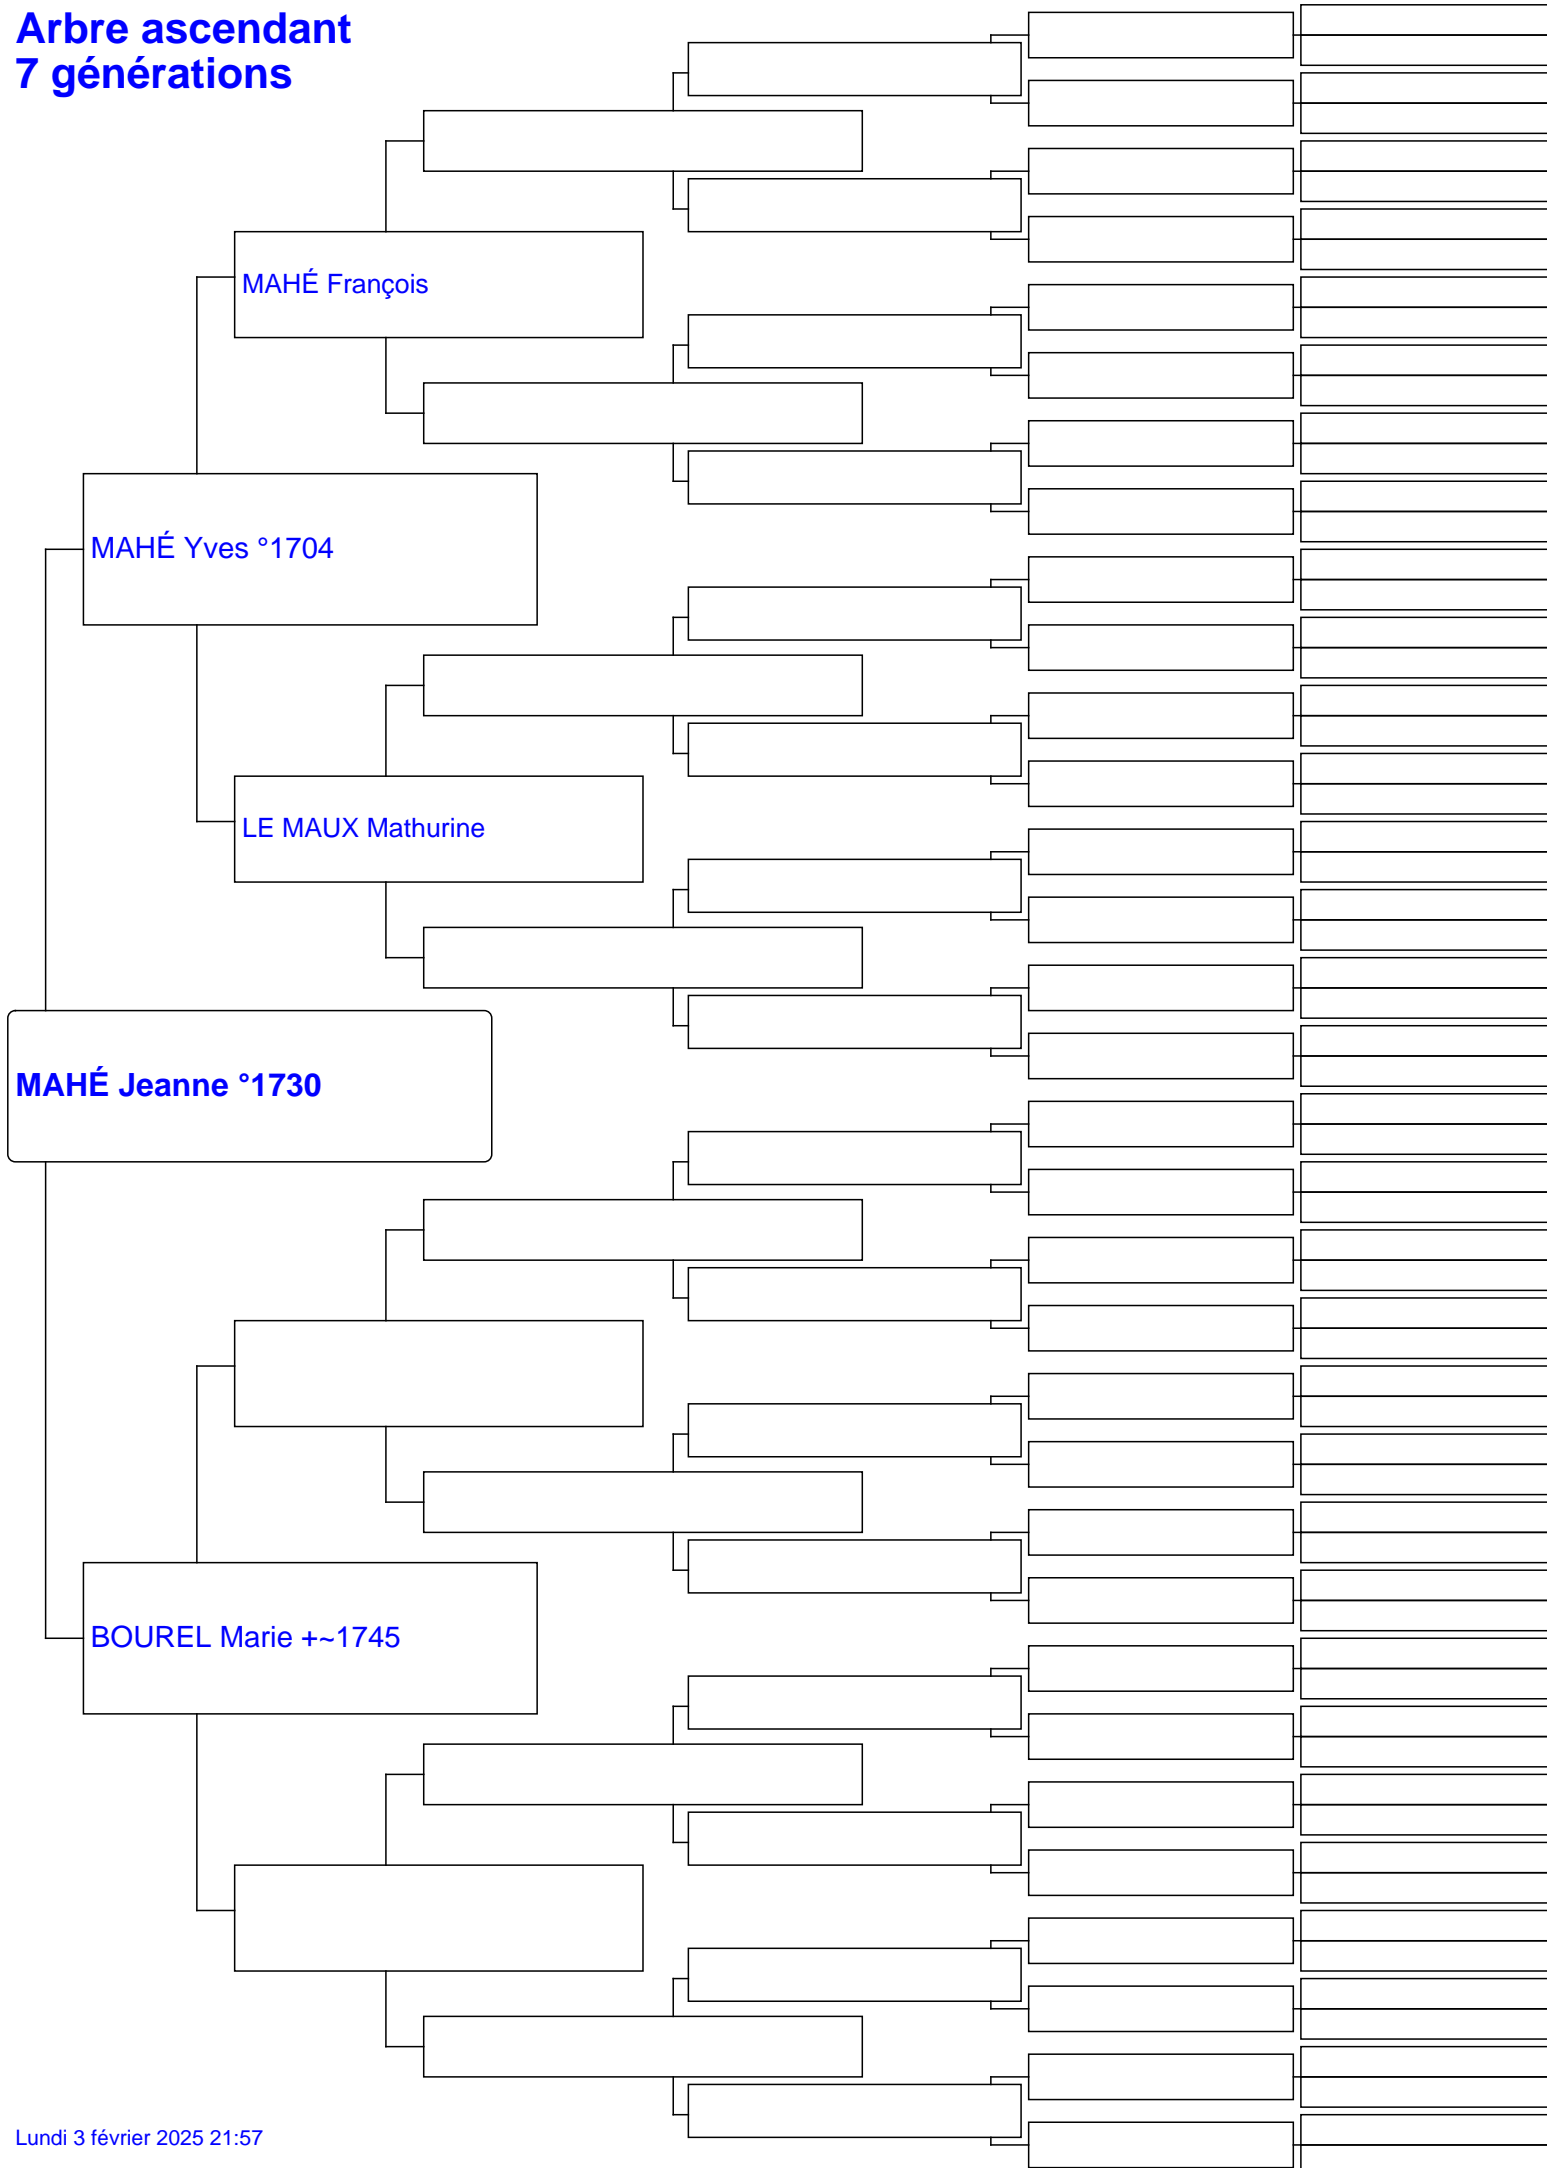 Arbre ascendant
7 générations
MAHÉ François
MAHÉ Yves °1704
LE MAUX Mathurine
MAHÉ Jeanne °1730
BOUREL Marie +~1745
Lundi 3 février 2025 21:57